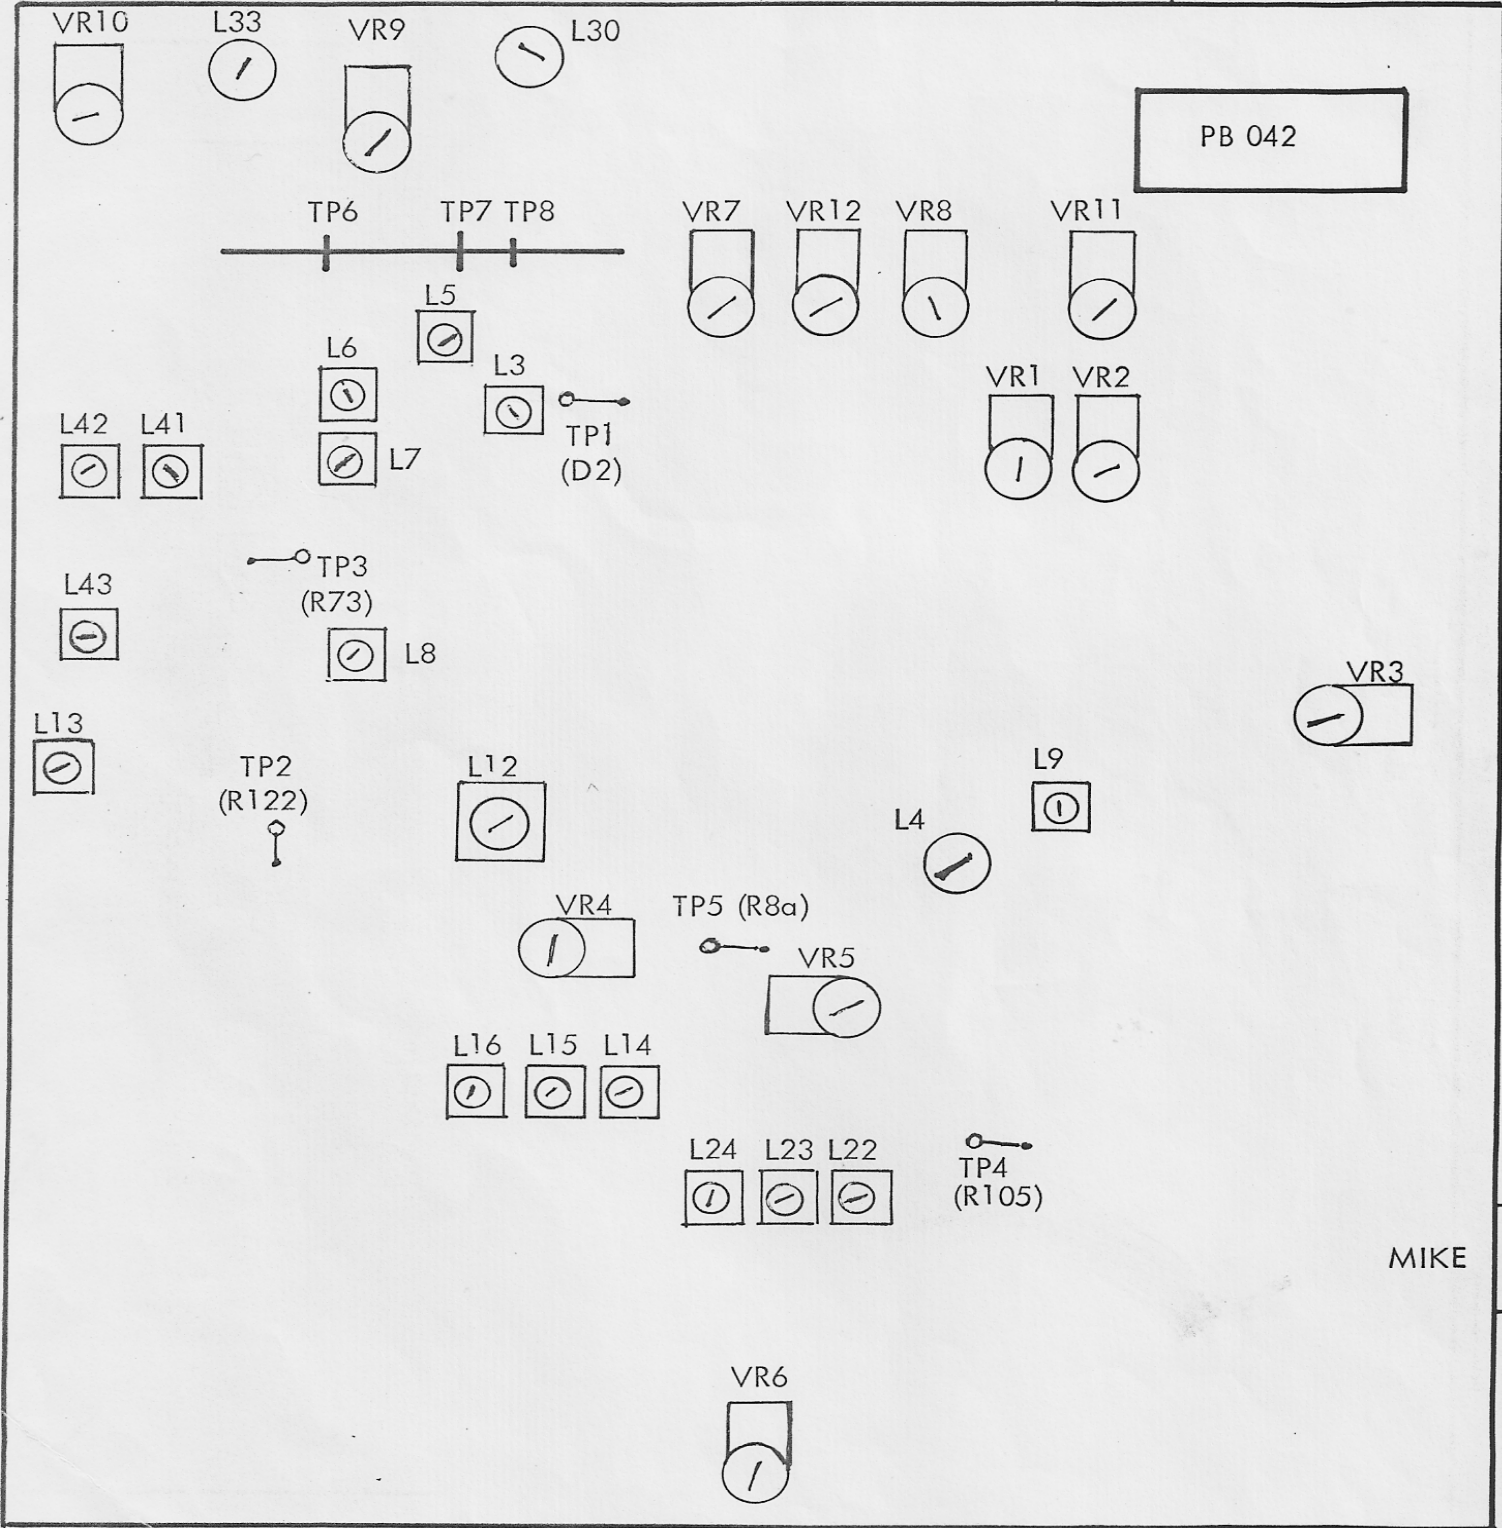 VR10
L33
VR9
L30
PB 042
TP6
TP7
TP8
VR7
VR12
VR8
VR11
L5
L6
L3
VR1
VR2
L42
L41
L7
TP1
(D2)
TP3
(R73)
L43
L8
VR3
L13
TP2
(R122)
L12
L9
L4
VR4
TP5 (R8a)
VR5
L16
L15
L14
L24
L23
L22
TP4
(R105)
MIKE
VR6